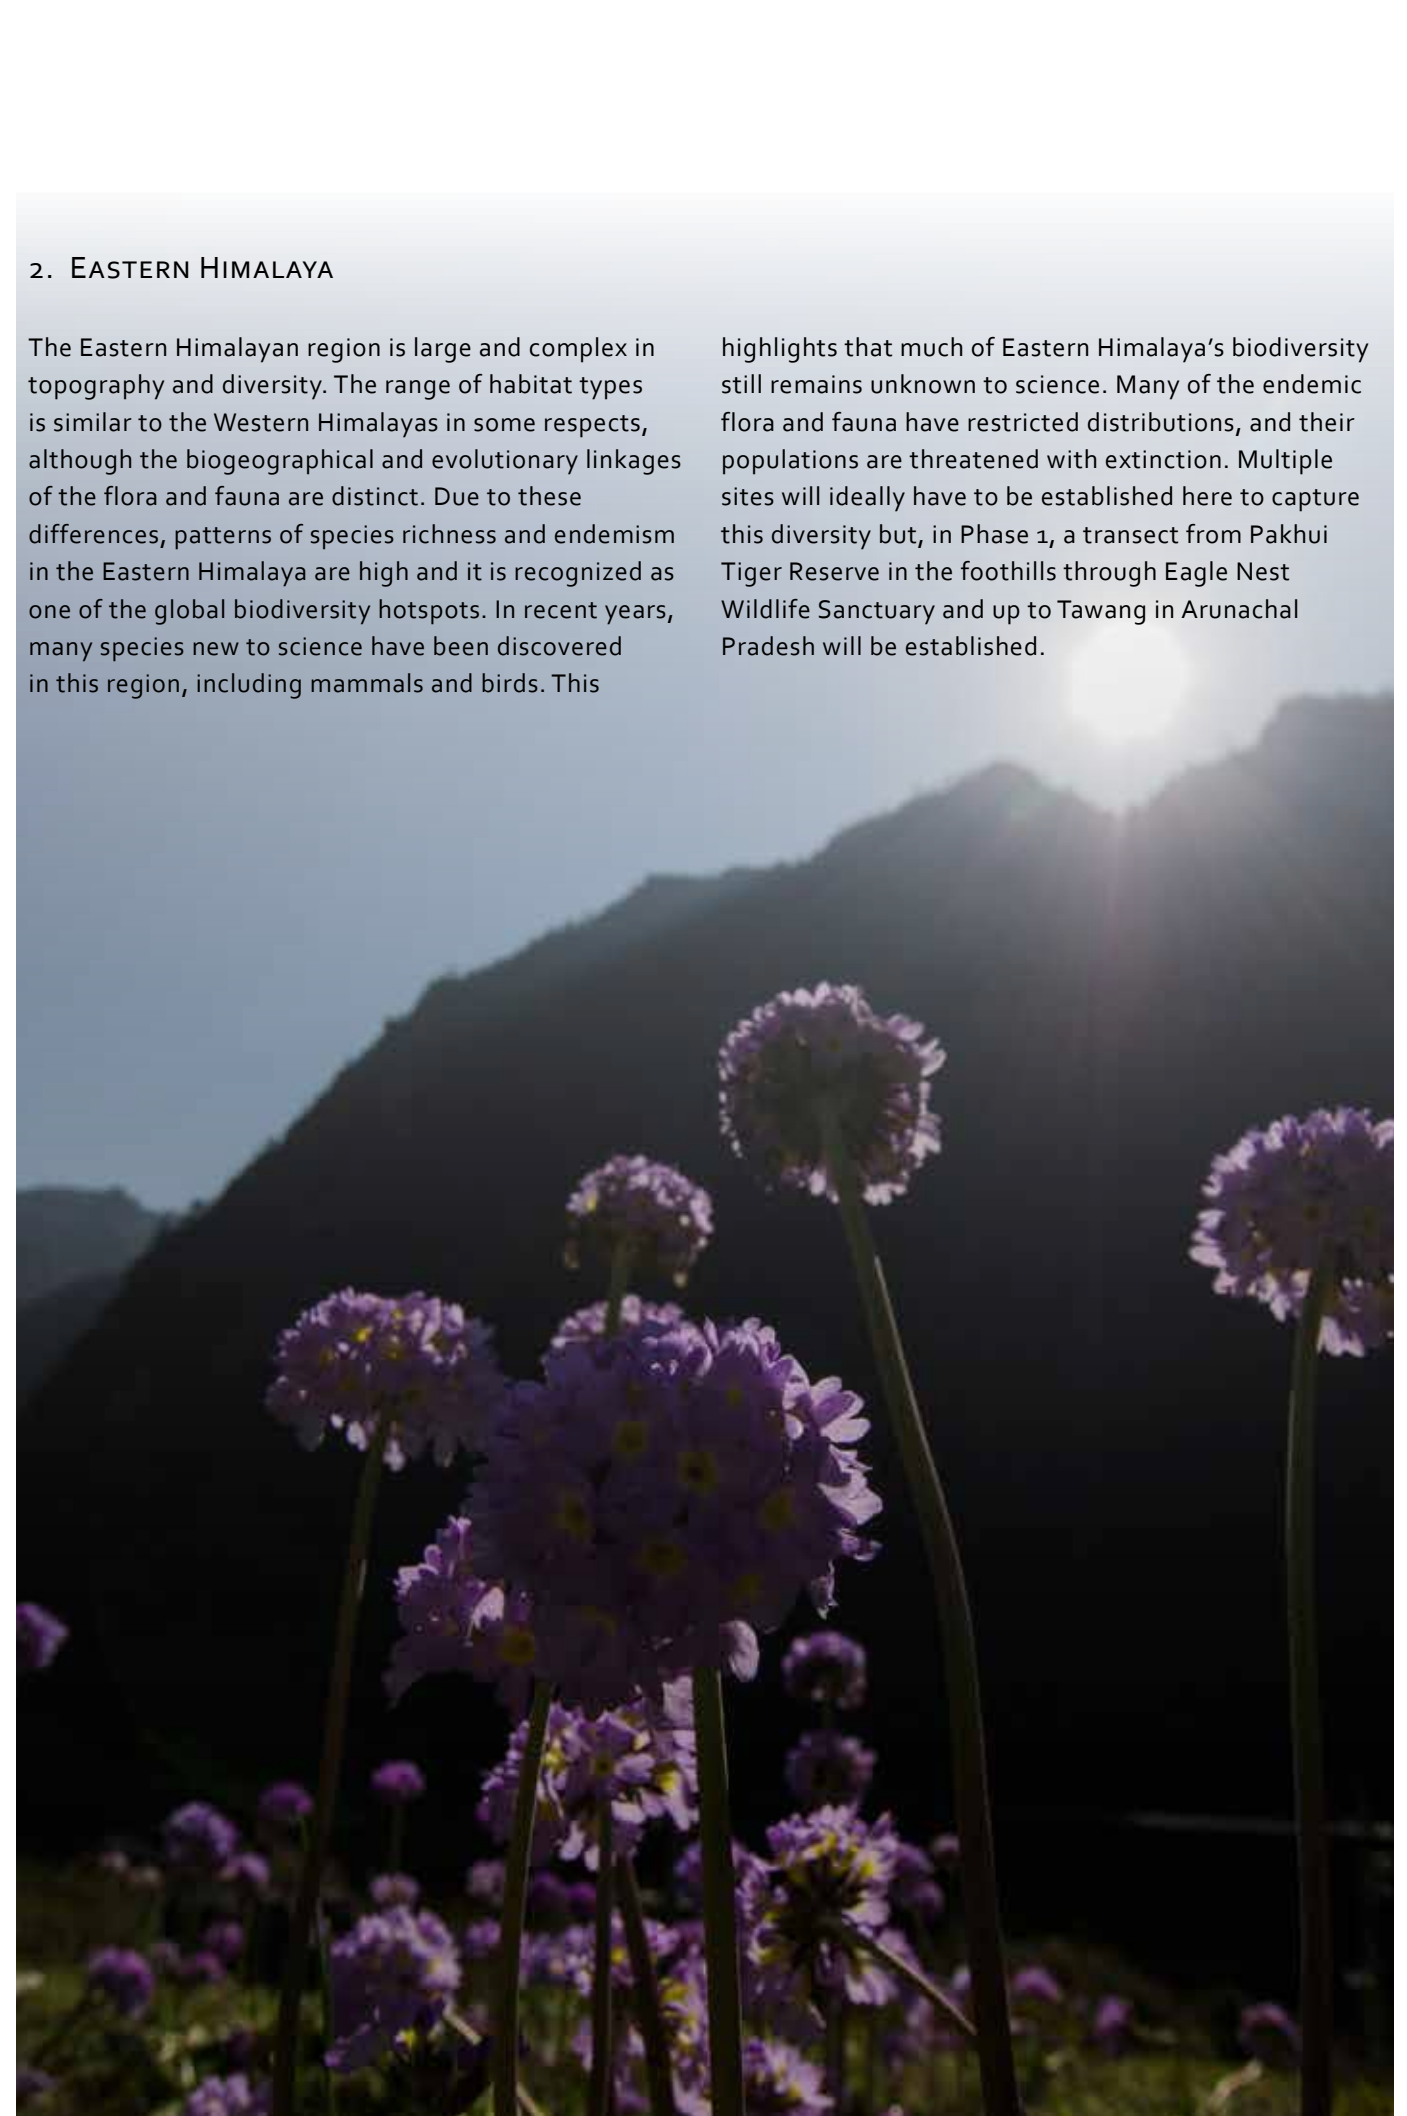 2. Eastern Himalaya
The Eastern Himalayan region is large and complex in
topography and diversity. The range of habitat types
is similar to the Western Himalayas in some respects,
although the biogeographical and evolutionary linkages
of the flora and fauna are distinct. Due to these
differences, patterns of species richness and endemism
in the Eastern Himalaya are high and it is recognized as
one of the global biodiversity hotspots. In recent years,
many species new to science have been discovered
in this region, including mammals and birds. This
highlights that much of Eastern Himalaya’s biodiversity
still remains unknown to science. Many of the endemic
flora and fauna have restricted distributions, and their
populations are threatened with extinction. Multiple
sites will ideally have to be established here to capture
this diversity but, in Phase 1, a transect from Pakhui
Tiger Reserve in the foothills through Eagle Nest
Wildlife Sanctuary and up to Tawang in Arunachal
Pradesh will be established.